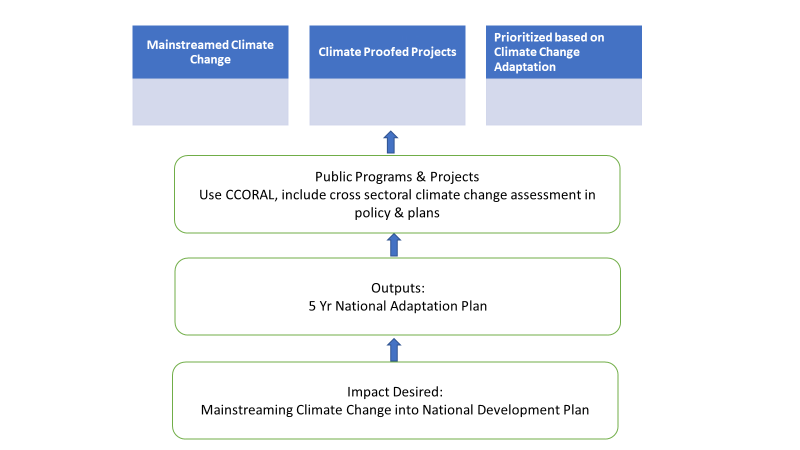 Mainstreamed Climate
Change
Climate Proofed Projects
Prioritized based on
Climate Change
Adaptation
Public Programs & Projects
Use CCORAL, include cross sectoral climate change assessment in
policy & plans
Outputs:
5 Yr National Adaptation Plan
Impact Desired:
Mainstreaming Climate Change into National Development Plan